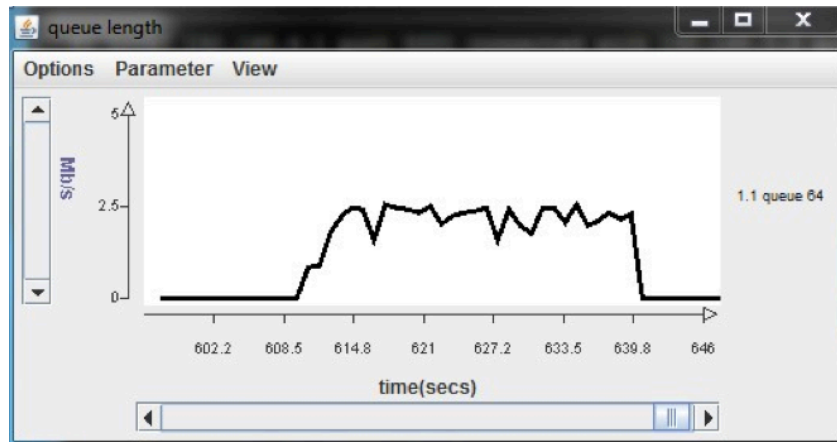 queue length
Options Parameter View
Mb/s
5
2.5
0
1.1 queue 64
602.2 608.5 614.8 621 627.2 633.5 639.8 646
time(secs)